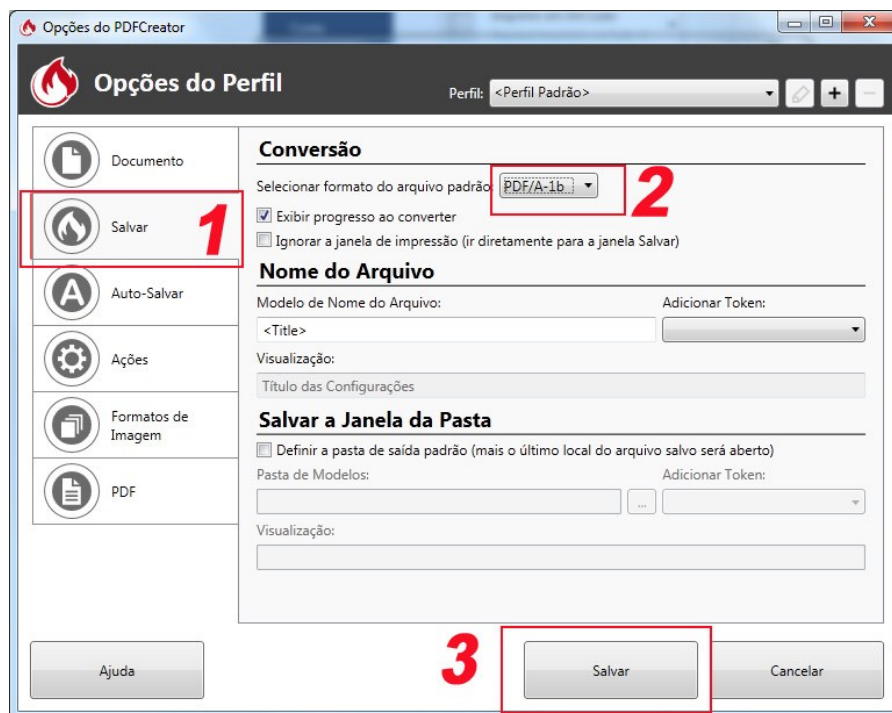 Opções do PDFCreator
Opções do Perfil
Perfil: <Perfil Padrão>
Documento
Salvar
1
Auto-Salvar
Ações
Formatos de
Imagem
PDF
Conversão
Selecionar formato do arquivo padrão: PDF/A-1b
2
Exibir progresso ao converter
Ignorar a janela de impressão (ir diretamente para a janela Salvar)
Nome do Arquivo
Modelo de Nome do Arquivo: Adicionar Token:
<Title>
Visualização:
Título das Configurações
Salvar a Janela da Pasta
Definir a pasta de saída padrão (mais o último local do arquivo salvo será aberto)
Pasta de Modelos: Adicionar Token:
...
Visualização:
Ajuda
3
Salvar
Cancelar